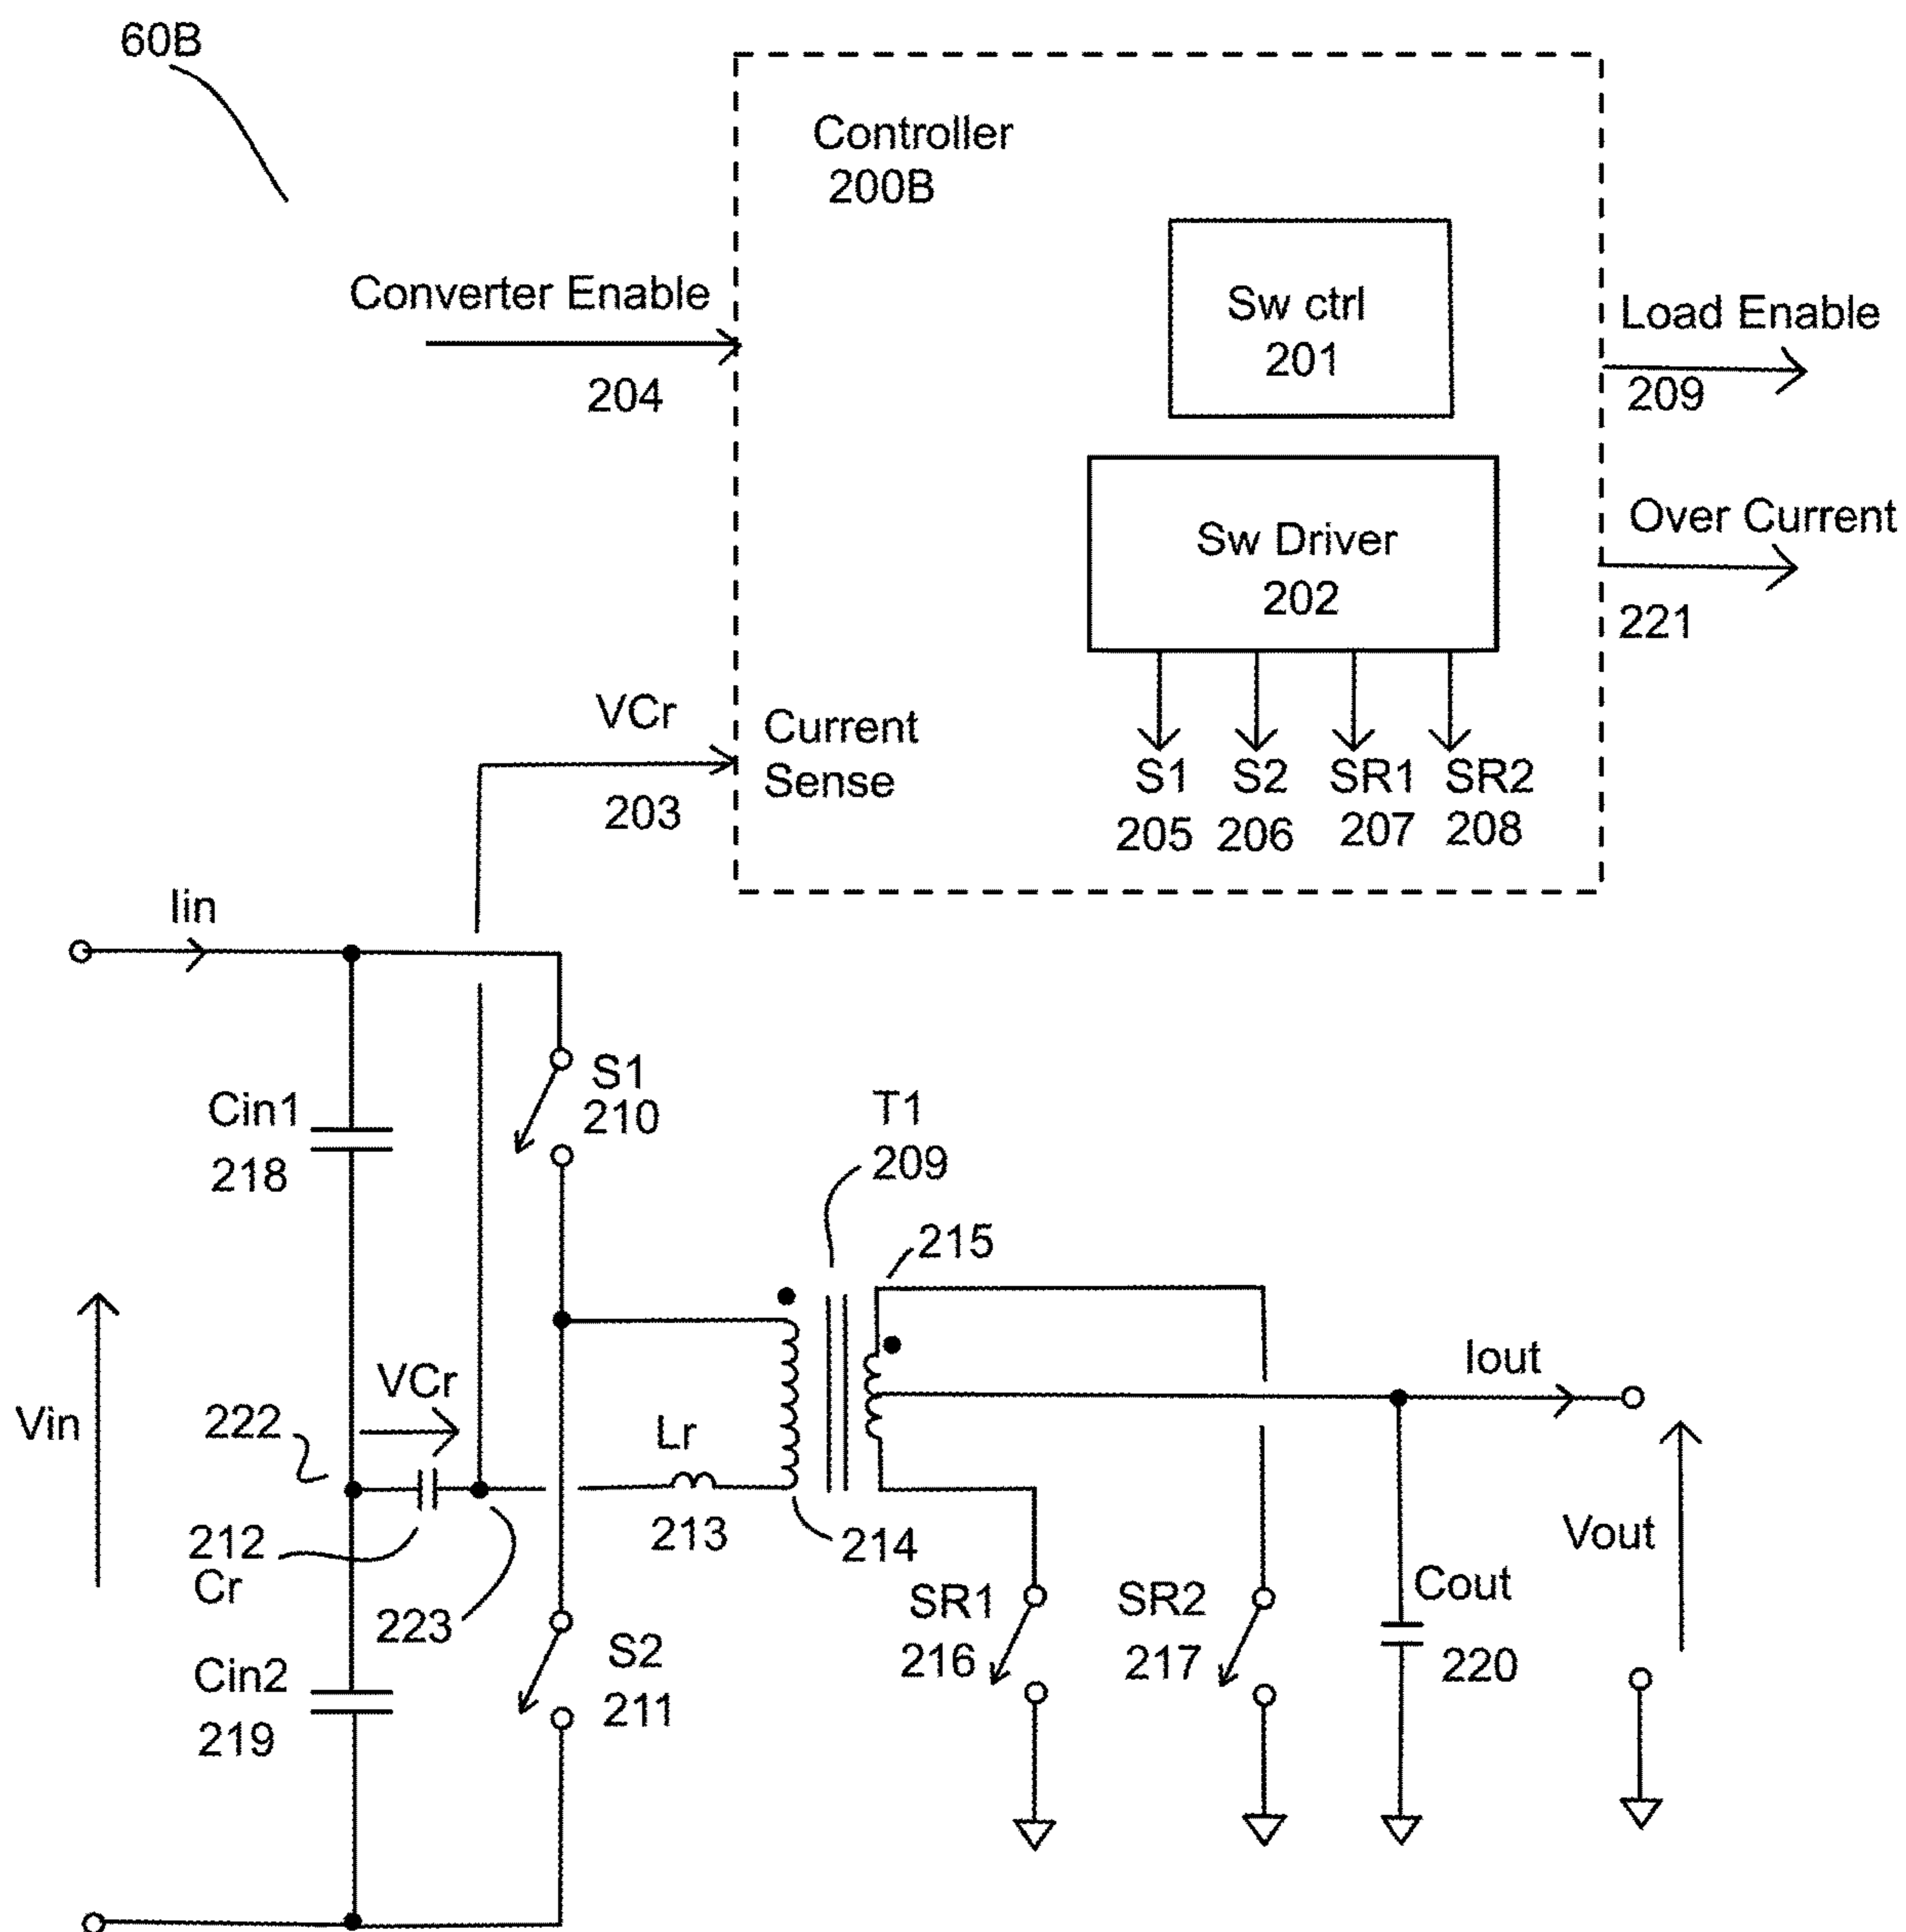 60B
Controller
200B
Sw ctrl
201
Converter Enable
204
Load Enable
209
Sw Driver
202
Over Current
221
VCr
203
Current
Sense
S1 S2 SR1 SR2
205 206 207 208
Iin
S1
210
Cin1
218
T1
209
215
Vin
VCr
222
Lr
213
214
Iout
Vout
212
Cr
223
SR1
216
SR2
217
Cout
220
S2
211
Cin2
219